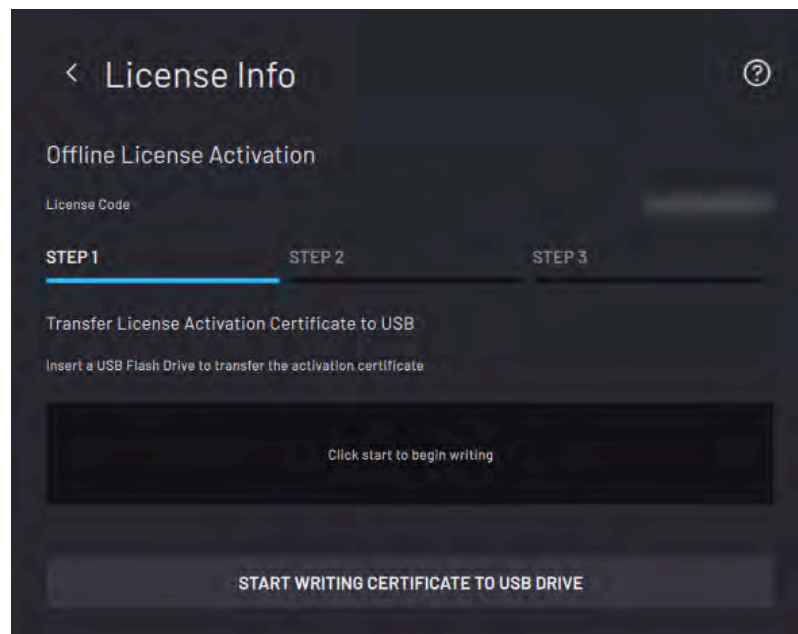 License Info
Offline License Activation
License Code
STEP 1 STEP 2 STEP 3
Transfer License Activation Certificate to USB
Insert a USB Flash Drive to transfer the activation certificate
Click start to begin writing
START WRITING CERTIFICATE TO USB DRIVE